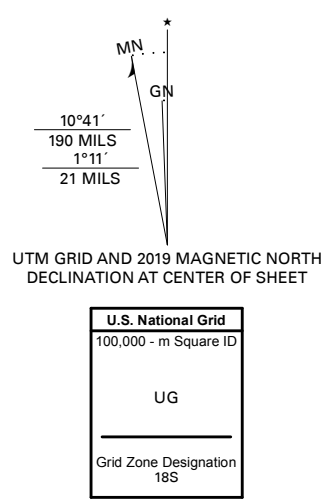 MN
GN
10°41´
190 MILS
1°11´
21 MILS
UTM GRID AND 2019 MAGNETIC NORTH
DECLINATION AT CENTER OF SHEET
U.S. National Grid
100,000 - m Square ID
UG
Grid Zone Designation
18S